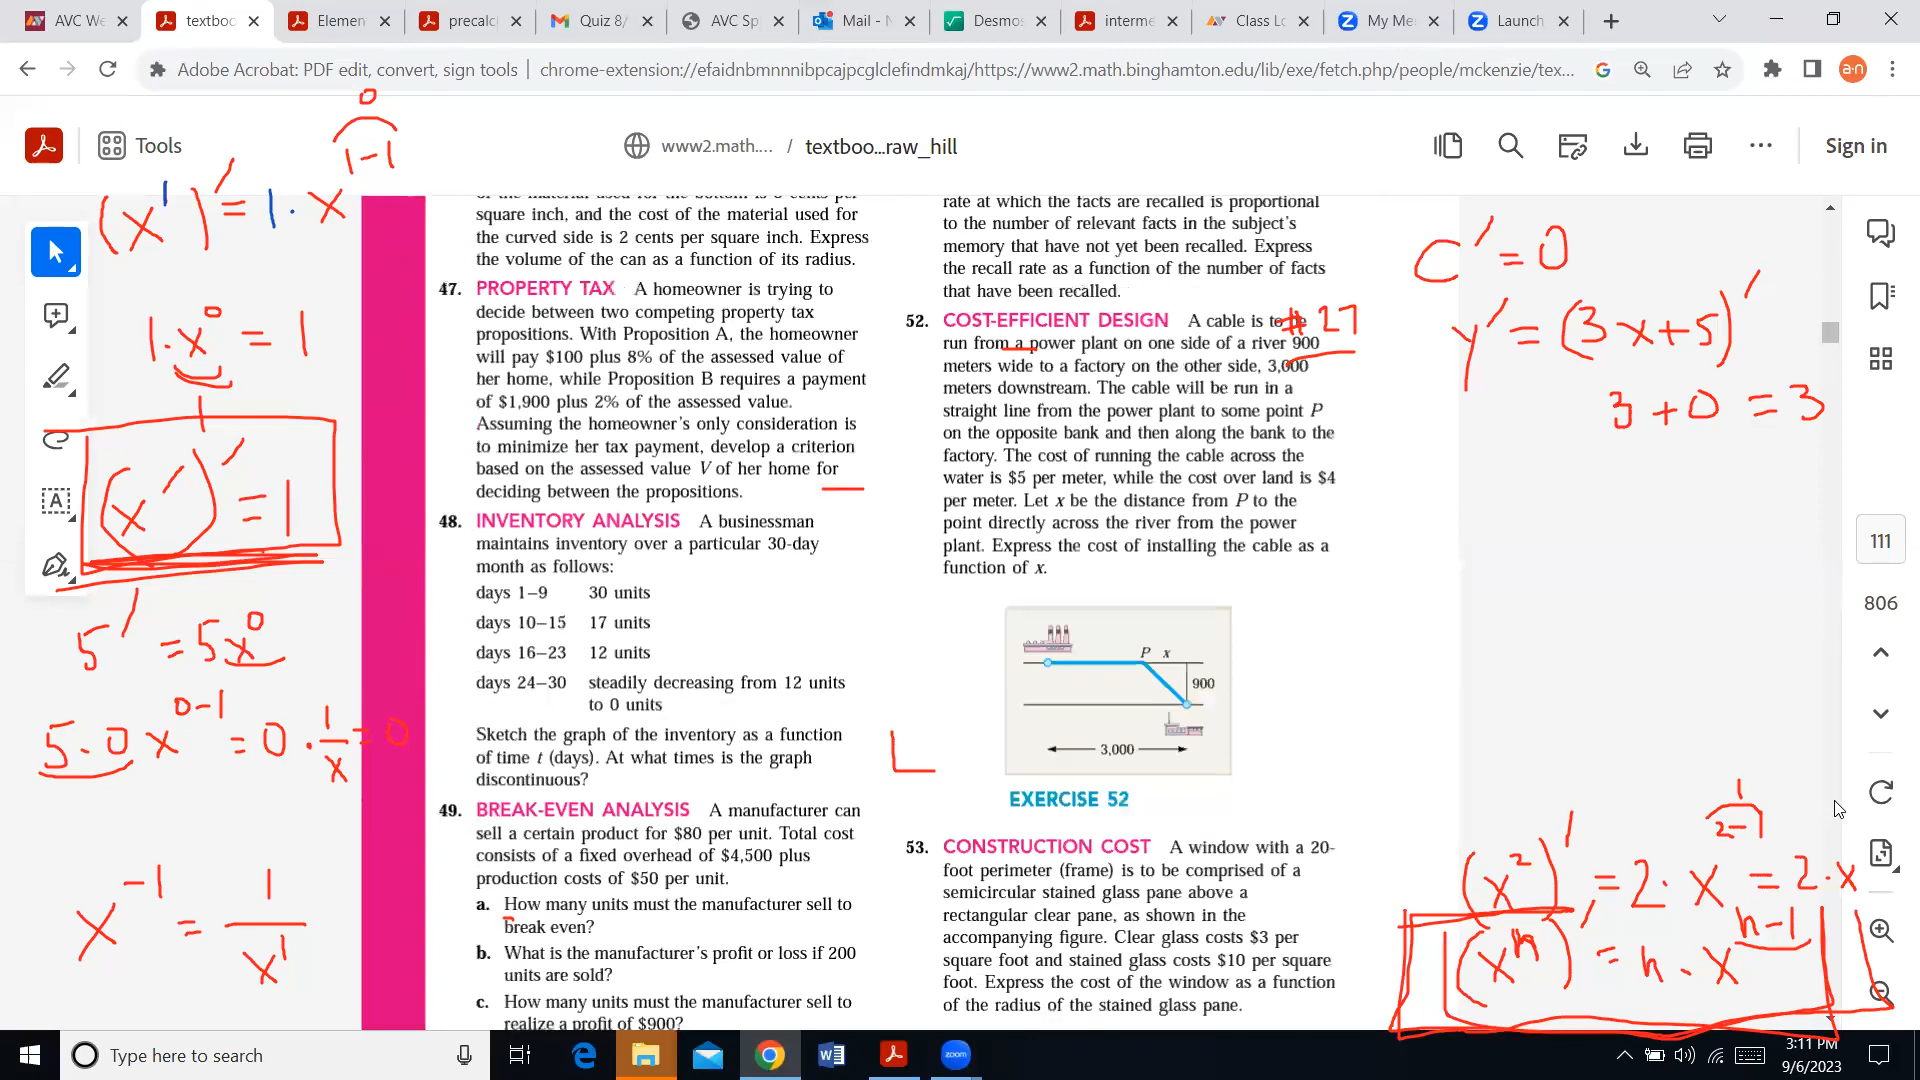 AVC We
textboo
Elemen
precalc
Quiz 8/
AVC Sp
Mail - N
Desmos
interme
Class Lo
My Me
Launch
Adobe Acrobat: PDF edit, convert, sign tools
chrome-extension://efaidnbmnnnibpcajpcglclefindmkaj/https://www2.math.binghamton.edu/lib/exe/fetch.php/people/mckenzie/tex...
a-n
Tools
www2.math.... / textboo...raw_hill
Sign in
0
1-1
(x¹)′ = 1 · x
1 · x⁰ = 1
1
(x′)′ = 1
5′ = 5x⁰
5 · 0 x⁰⁻¹ = 0 · 1/x = 0
x⁻¹ = 1/x¹
square inch, and the cost of the material used for
the curved side is 2 cents per square inch. Express
the volume of the can as a function of its radius.
47. PROPERTY TAX A homeowner is trying to
decide between two competing property tax
propositions. With Proposition A, the homeowner
will pay $100 plus 8% of the assessed value of
her home, while Proposition B requires a payment
of $1,900 plus 2% of the assessed value.
Assuming the homeowner's only consideration is
to minimize her tax payment, develop a criterion
based on the assessed value V of her home for
deciding between the propositions.
48. INVENTORY ANALYSIS A businessman
maintains inventory over a particular 30-day
month as follows:
days 1–9 30 units
days 10–15 17 units
days 16–23 12 units
days 24–30 steadily decreasing from 12 units
to 0 units
Sketch the graph of the inventory as a function
of time t (days). At what times is the graph
discontinuous?
49. BREAK-EVEN ANALYSIS A manufacturer can
sell a certain product for $80 per unit. Total cost
consists of a fixed overhead of $4,500 plus
production costs of $50 per unit.
a. How many units must the manufacturer sell to
break even?
b. What is the manufacturer's profit or loss if 200
units are sold?
c. How many units must the manufacturer sell to
realize a profit of $900?
rate at which the facts are recalled is proportional
to the number of relevant facts in the subject's
memory that have not yet been recalled. Express
the recall rate as a function of the number of facts
that have been recalled.
52. COST-EFFICIENT DESIGN A cable is to be
# 27
run from a power plant on one side of a river 900
meters wide to a factory on the other side, 3,000
meters downstream. The cable will be run in a
straight line from the power plant to some point P
on the opposite bank and then along the bank to the
factory. The cost of running the cable across the
water is $5 per meter, while the cost over land is $4
per meter. Let x be the distance from P to the
point directly across the river from the power
plant. Express the cost of installing the cable as a
function of x.
P x
900
3,000
EXERCISE 52
53. CONSTRUCTION COST A window with a 20-
foot perimeter (frame) is to be comprised of a
semicircular stained glass pane above a
rectangular clear pane, as shown in the
accompanying figure. Clear glass costs $3 per
square foot and stained glass costs $10 per square
foot. Express the cost of the window as a function
of the radius of the stained glass pane.
c′ = 0
y′ = (3x+5)′
3 + 0 = 3
1
2-1
(x²)′ = 2 · x = 2 · x
(xⁿ)′ = n · xⁿ⁻¹
111
806
Type here to search
zoom
3:11 PM
9/6/2023